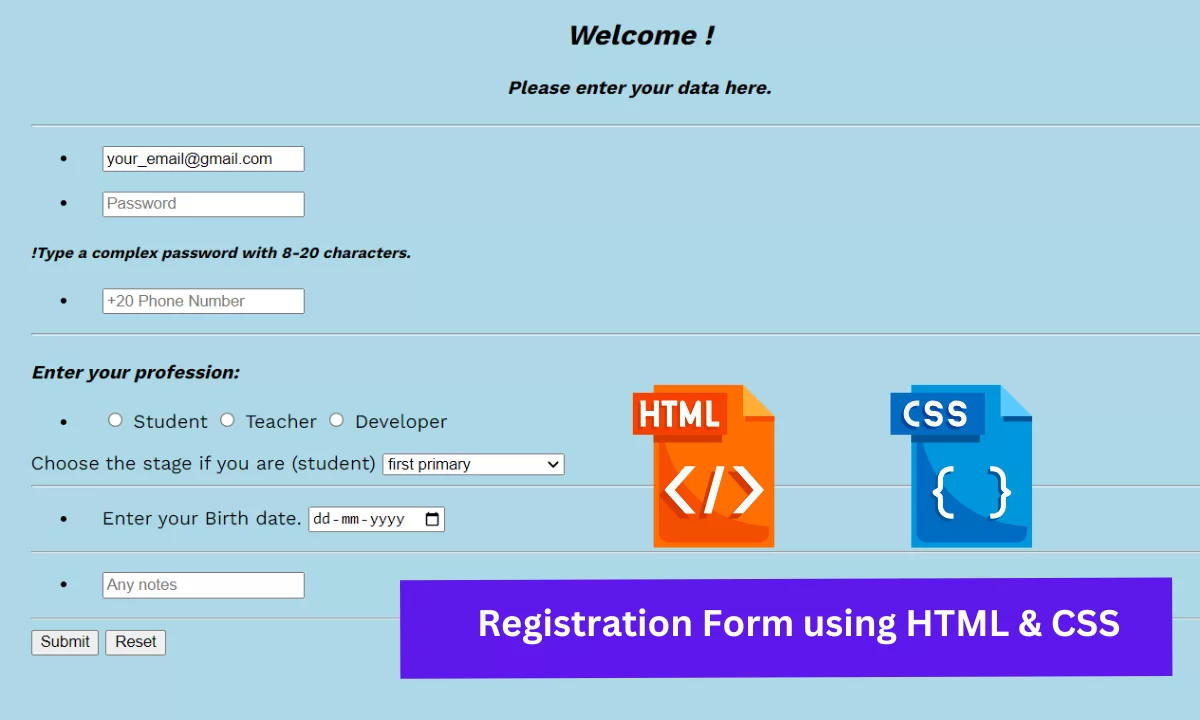 Welcome !
Please enter your data here.
your_email@gmail.com
Password
!Type a complex password with 8-20 characters.
+20 Phone Number
Enter your profession:
Student Teacher Developer
Choose the stage if you are (student) first primary
Enter your Birth date. dd-mm-yyyy
Any notes
Submit Reset
HTML
</>
CSS
{ }
Registration Form using HTML & CSS